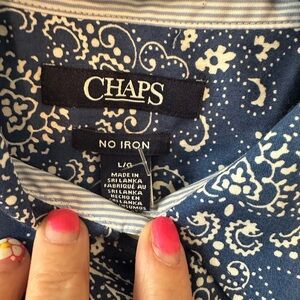 CHAPS
NO IRON
L/G
MADE IN
SRI LANKA
FABRIQUÉ AU
SRI LANKA
HECHO EN
SRI LANKA